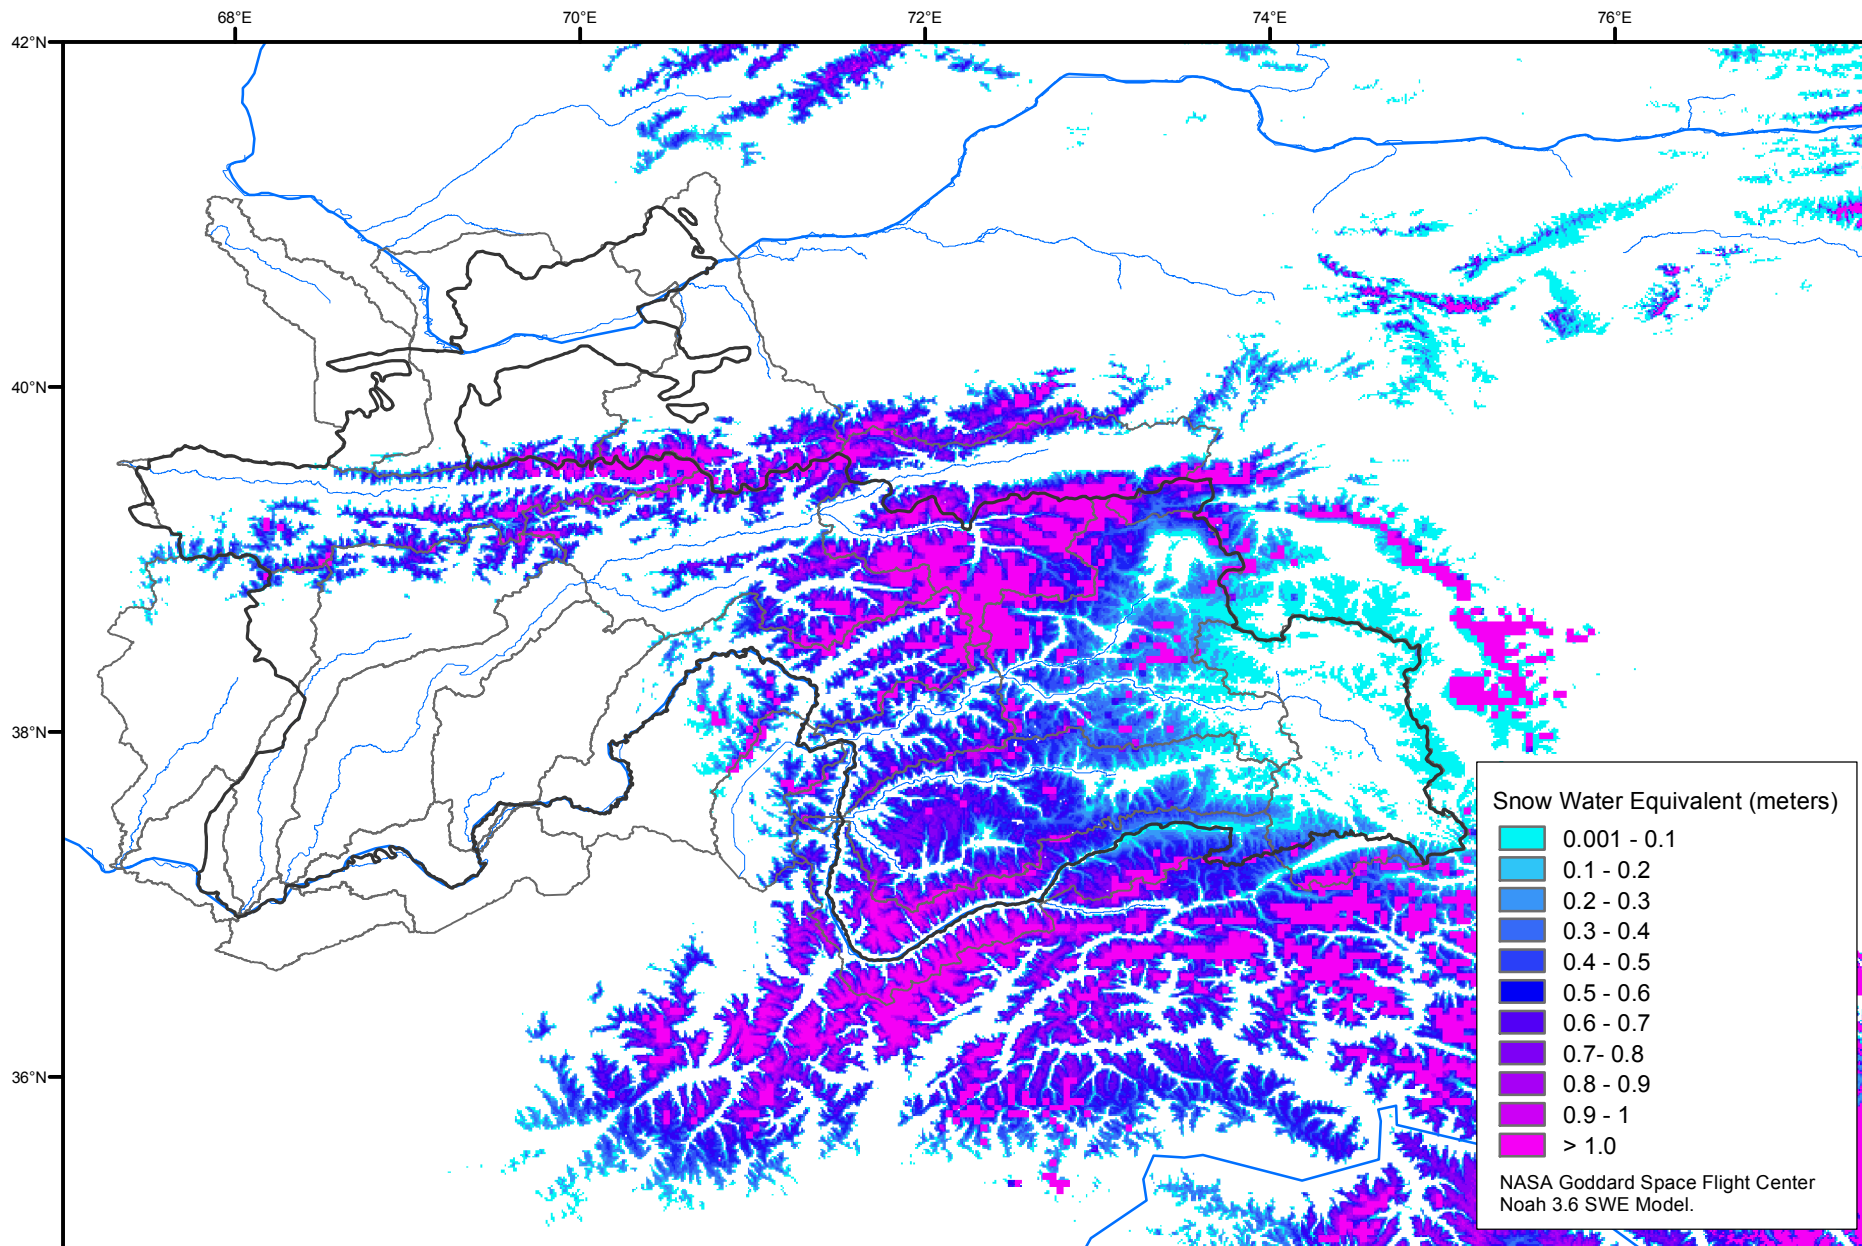 68°E
70°E
72°E
74°E
76°E
42°N
40°N
38°N
36°N
Snow Water Equivalent (meters)
0.001 - 0.1
0.1 - 0.2
0.2 - 0.3
0.3 - 0.4
0.4 - 0.5
0.5 - 0.6
0.6 - 0.7
0.7- 0.8
0.8 - 0.9
0.9 - 1
> 1.0
NASA Goddard Space Flight Center
Noah 3.6 SWE Model.